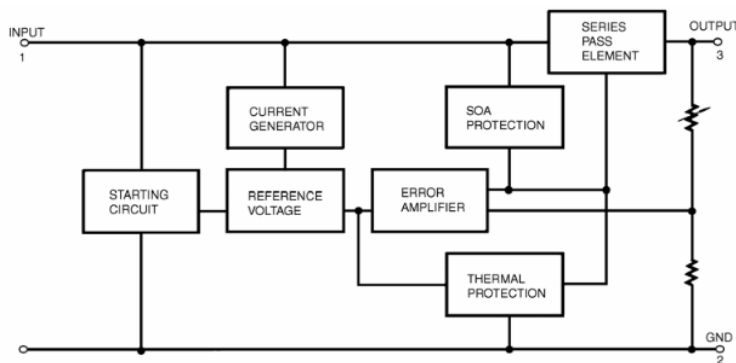 INPUT
1
SERIES
PASS
ELEMENT
OUTPUT
3
CURRENT
GENERATOR
SOA
PROTECTION
STARTING
CIRCUIT
REFERENCE
VOLTAGE
ERROR
AMPLIFIER
THERMAL
PROTECTION
GND
2